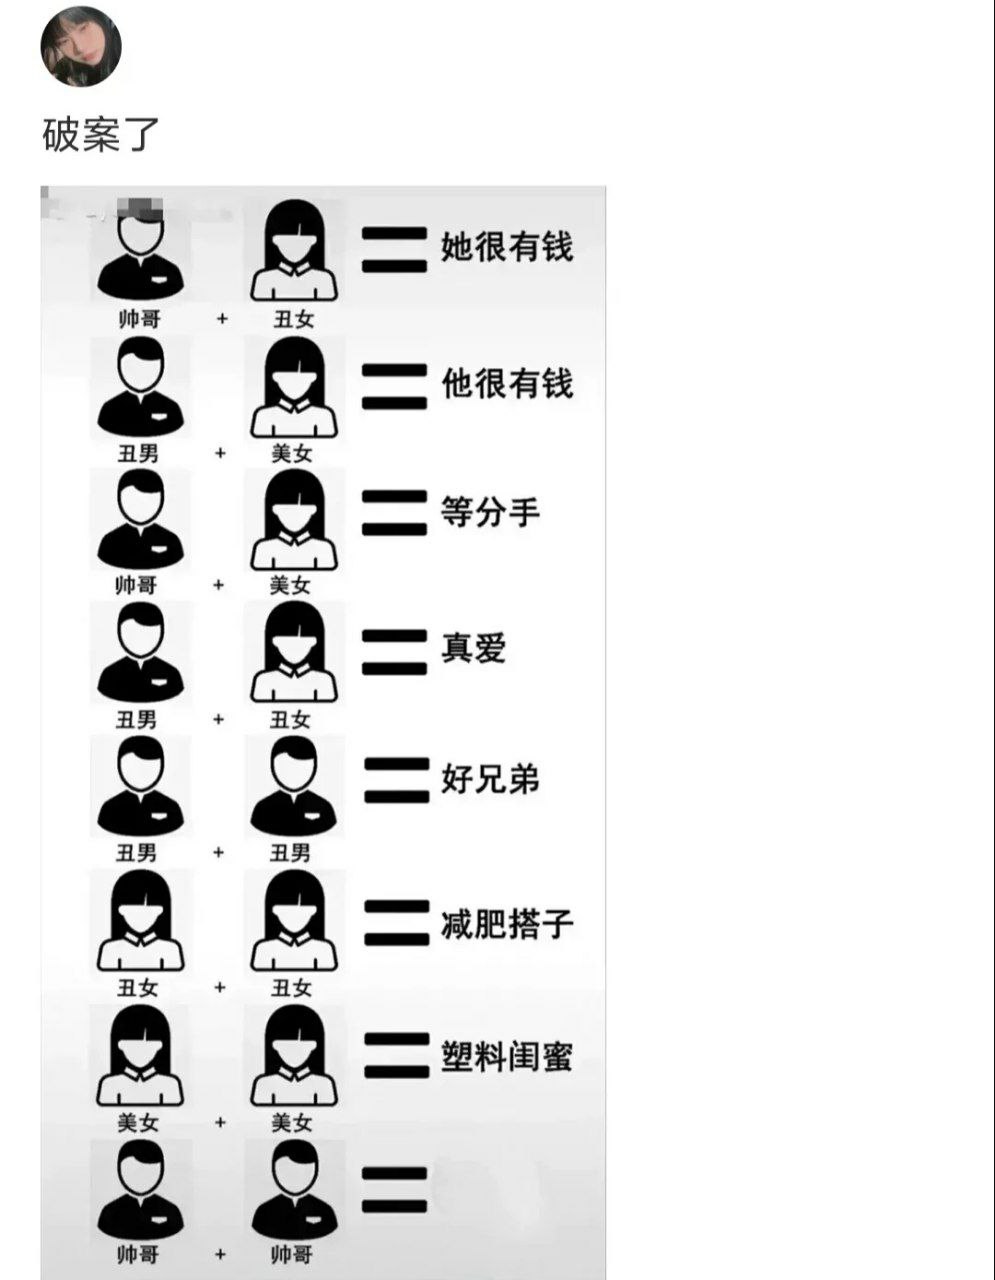 破案了
她很有钱
帅哥 + 丑女
他很有钱
丑男 + 美女
等分手
帅哥 + 美女
真爱
丑男 + 丑女
好兄弟
丑男 + 丑男
减肥搭子
丑女 + 丑女
塑料闺蜜
美女 + 美女
帅哥 + 帅哥